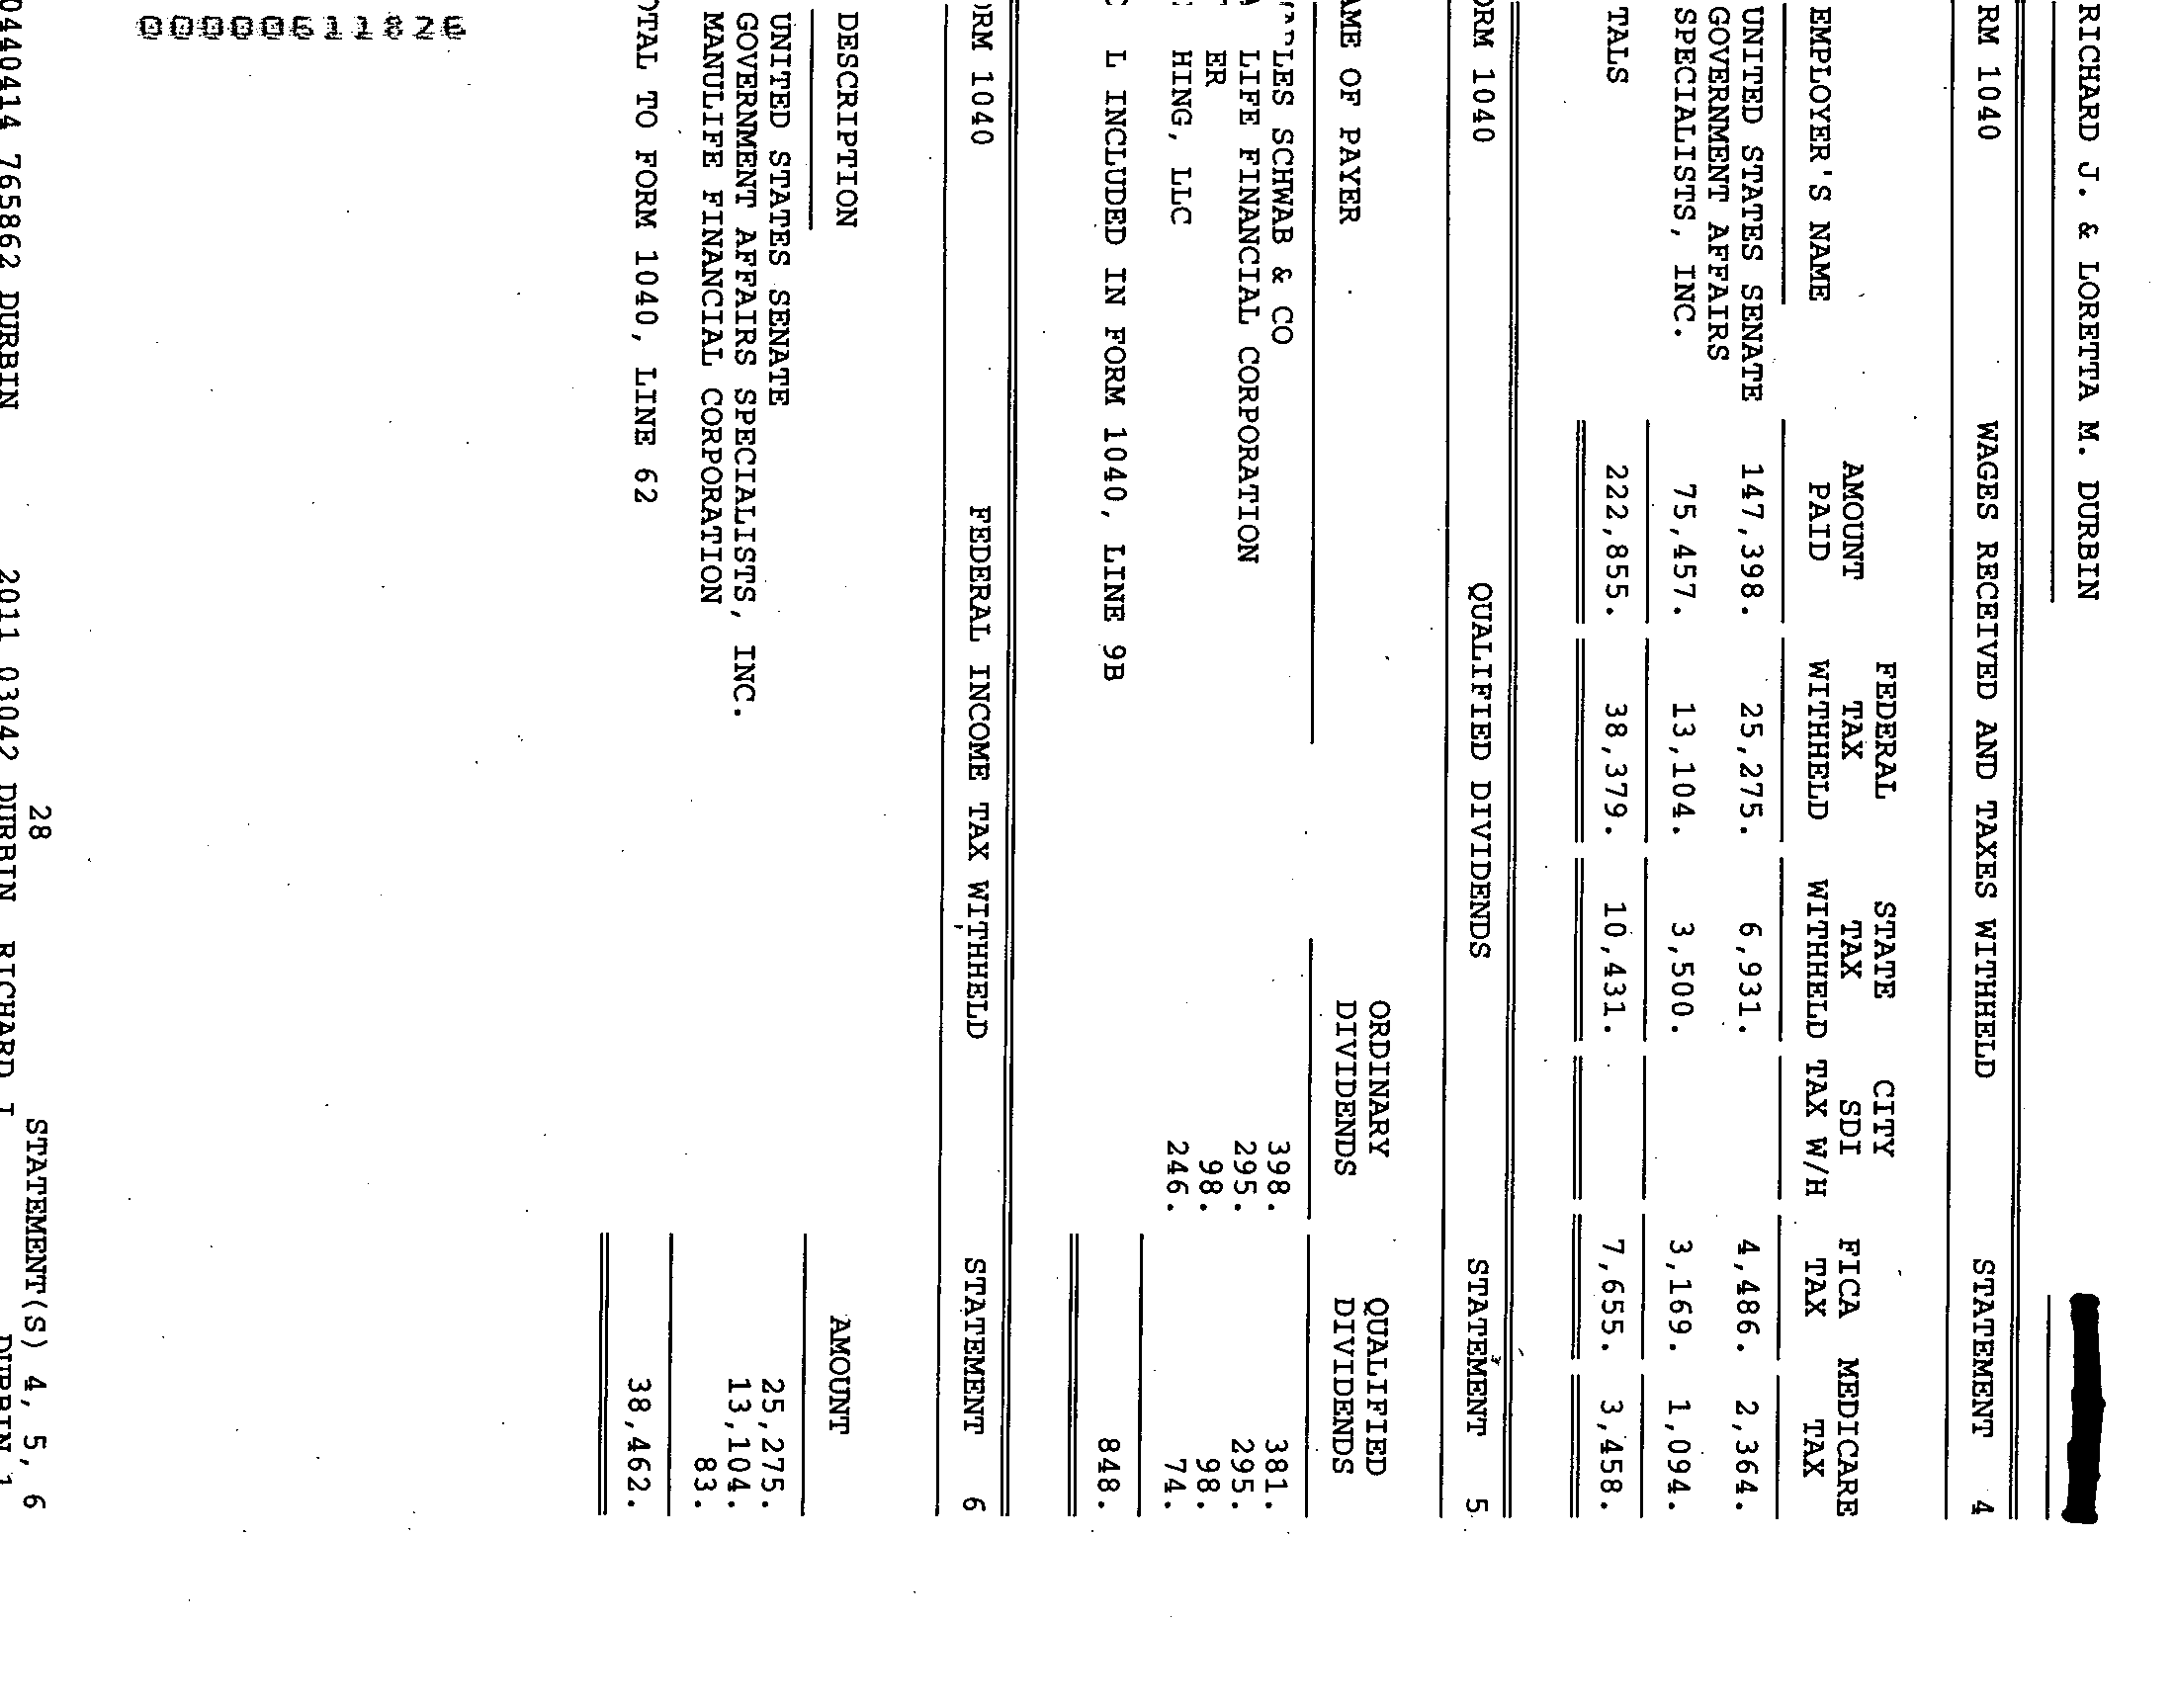 RICHARD J. & LORETTA M. DURBIN
RM 1040 WAGES RECEIVED AND TAXES WITHHELD STATEMENT 4
FEDERAL STATE CITY
AMOUNT TAX TAX SDI FICA MEDICARE
EMPLOYER'S NAME PAID WITHHELD WITHHELD TAX W/H TAX TAX
UNITED STATES SENATE 147,398. 25,275. 6,931. 4,486. 2,364.
GOVERNMENT AFFAIRS
SPECIALISTS, INC. 75,457. 13,104. 3,500. 3,169. 1,094.
TALS 222,855. 38,379. 10,431. 7,655. 3,458.
ORM 1040 QUALIFIED DIVIDENDS STATEMENT 5
ORDINARY QUALIFIED
AME OF PAYER DIVIDENDS DIVIDENDS
LES SCHWAB & CO 398. 381.
LIFE FINANCIAL CORPORATION 295. 295.
ER 98. 98.
HING, LLC 246. 74.
L INCLUDED IN FORM 1040, LINE 9B 848.
ORM 1040 FEDERAL INCOME TAX WITHHELD STATEMENT 6
DESCRIPTION AMOUNT
UNITED STATES SENATE 25,275.
GOVERNMENT AFFAIRS SPECIALISTS, INC. 13,104.
MANULIFE FINANCIAL CORPORATION 83.
OTAL TO FORM 1040, LINE 62 38,462.
00000611826
28 STATEMENT(S) 4, 5, 6
0440414 765862 DURBIN 2011 03042 DURBIN RICHARD J DURBIN 1